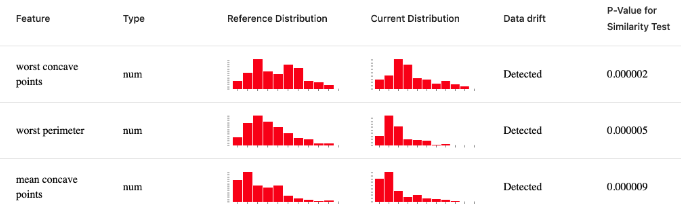 Feature Type Reference Distribution Current Distribution Data drift P-Value for
Similarity Test
worst concave
points num Detected 0.000002
worst perimeter num Detected 0.000005
mean concave
points num Detected 0.000009